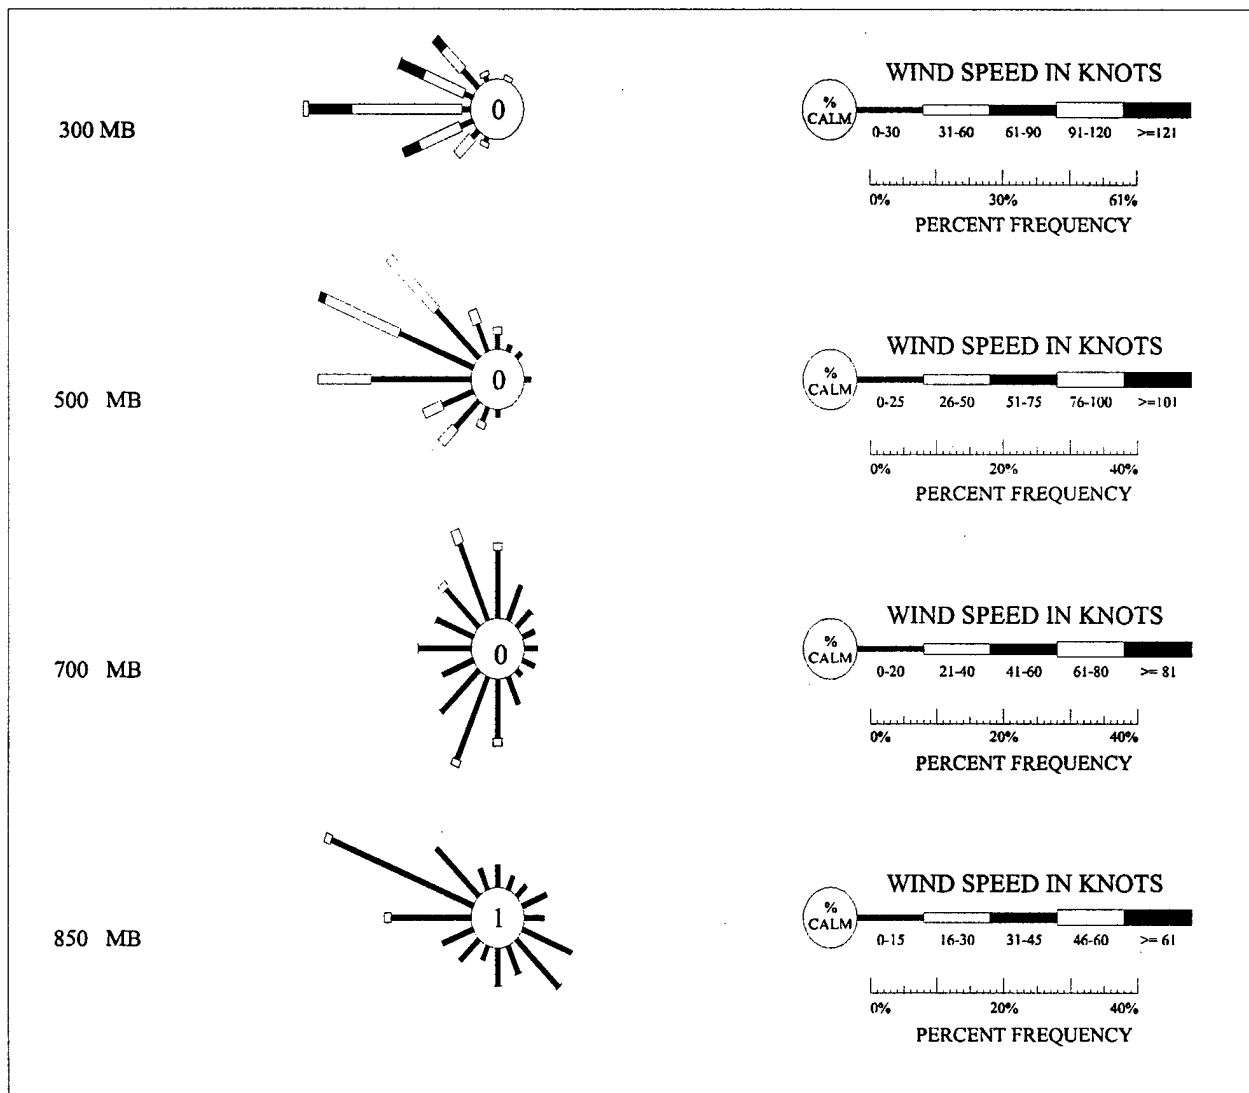 300 MB
0
WIND SPEED IN KNOTS
%
CALM
0-30 31-60 61-90 91-120 >=121
0% 30% 61%
PERCENT FREQUENCY
500 MB
0
WIND SPEED IN KNOTS
%
CALM
0-25 26-50 51-75 76-100 >=101
0% 20% 40%
PERCENT FREQUENCY
700 MB
0
WIND SPEED IN KNOTS
%
CALM
0-20 21-40 41-60 61-80 >= 81
0% 20% 40%
PERCENT FREQUENCY
850 MB
1
WIND SPEED IN KNOTS
%
CALM
0-15 16-30 31-45 46-60 >= 61
0% 20% 40%
PERCENT FREQUENCY